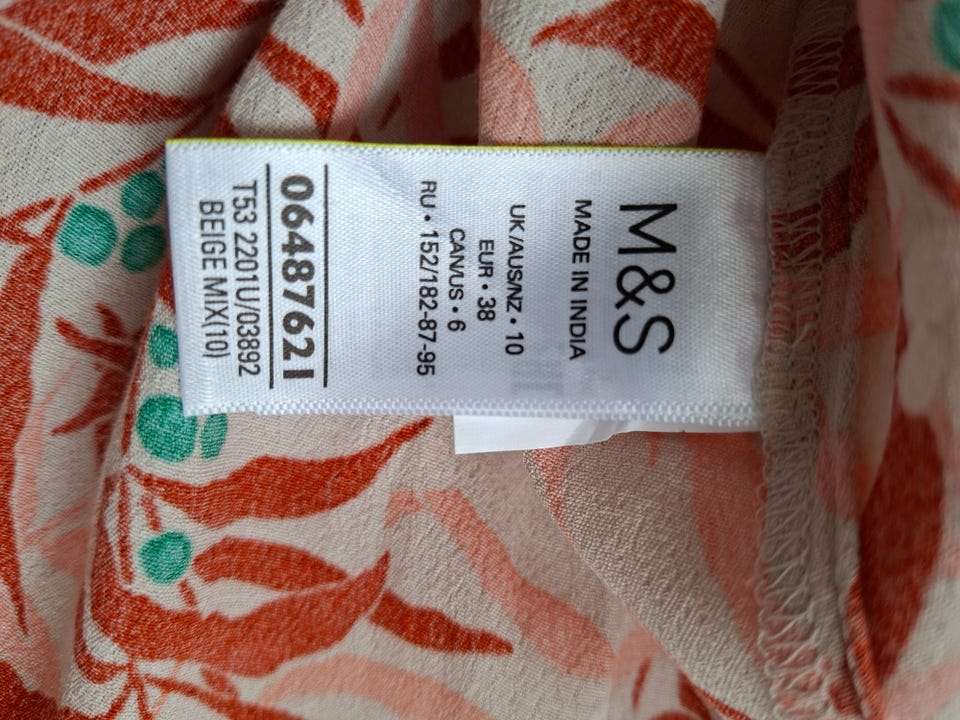 M&S
MADE IN INDIA
UK/AUS/NZ • 10
EUR • 38
CAN/US • 6
RU • 152/182-87-95
06487621
T53 2201U/03892
BEIGE MIX(10)